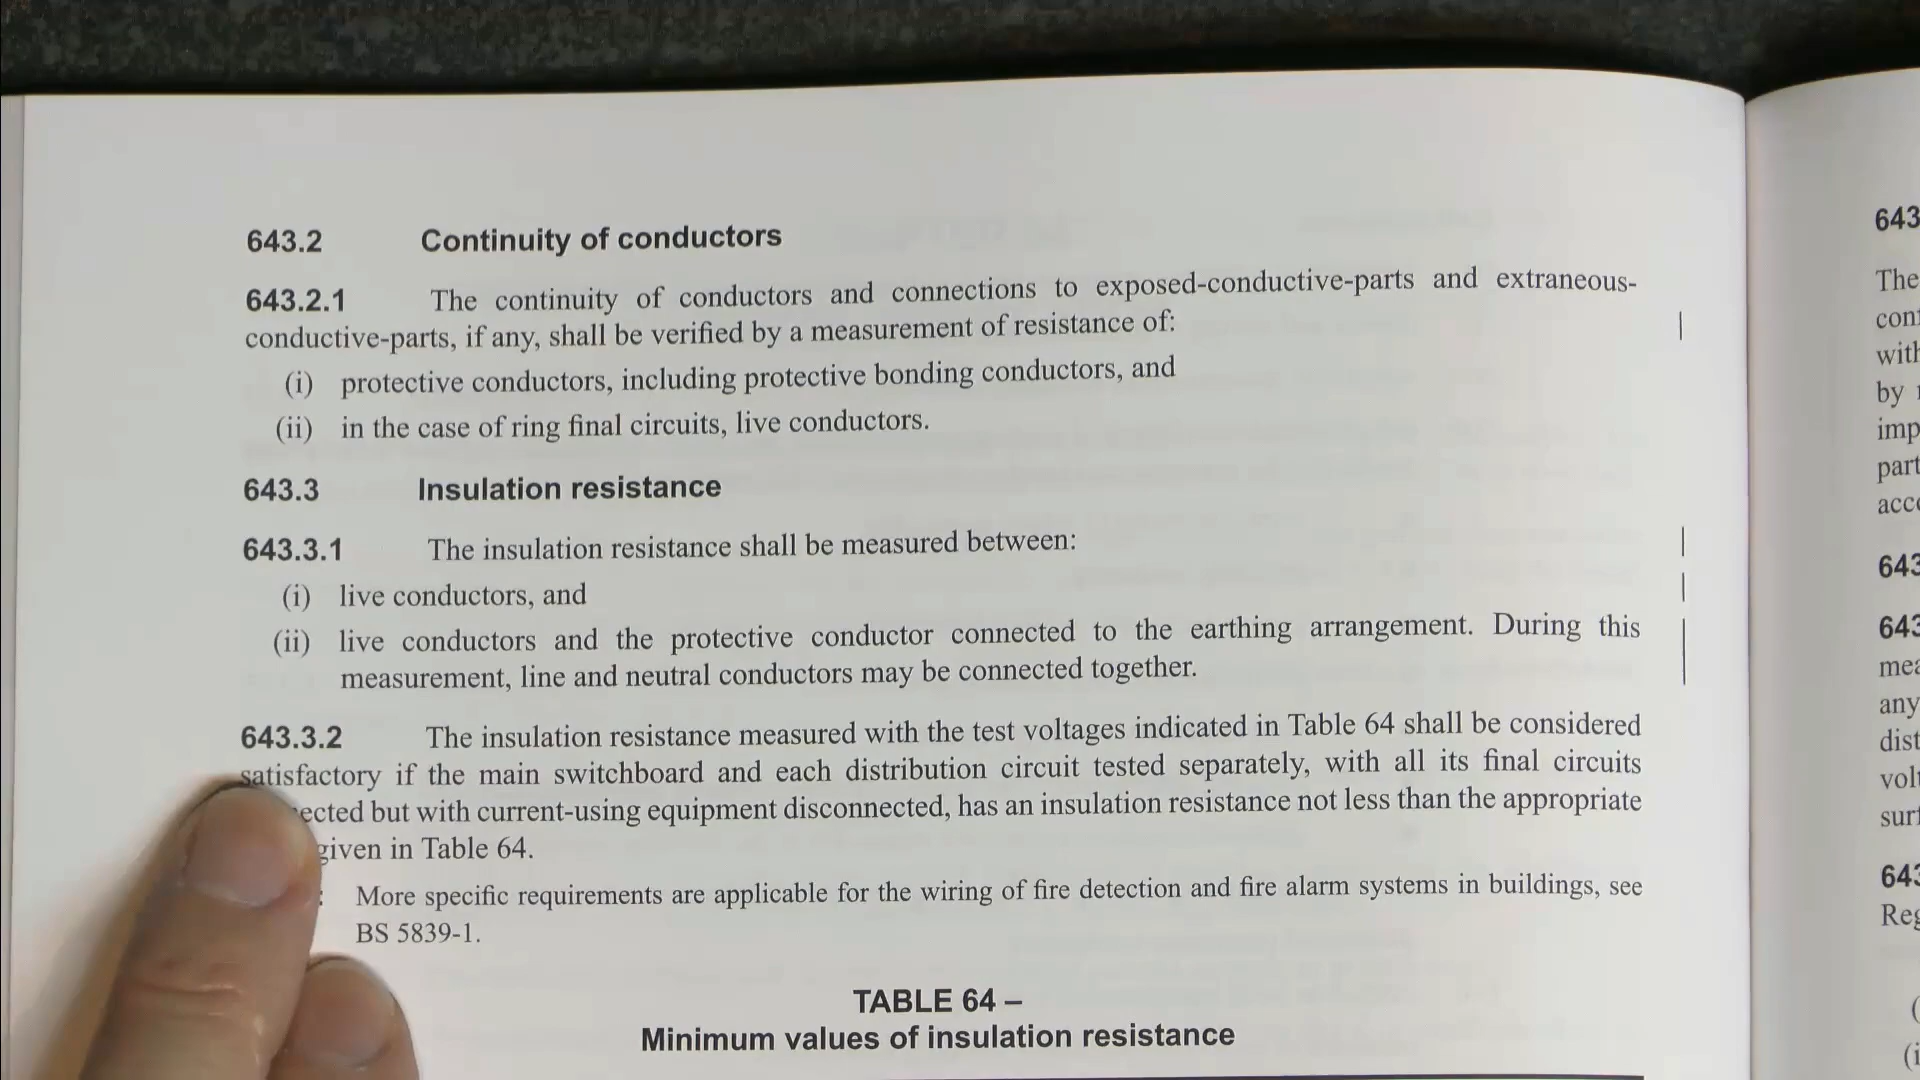 643.2 Continuity of conductors
643.2.1 The continuity of conductors and connections to exposed-conductive-parts and extraneous-
conductive-parts, if any, shall be verified by a measurement of resistance of:
(i) protective conductors, including protective bonding conductors, and
(ii) in the case of ring final circuits, live conductors.
643.3 Insulation resistance
643.3.1 The insulation resistance shall be measured between:
(i) live conductors, and
(ii) live conductors and the protective conductor connected to the earthing arrangement. During this
measurement, line and neutral conductors may be connected together.
643.3.2 The insulation resistance measured with the test voltages indicated in Table 64 shall be considered
satisfactory if the main switchboard and each distribution circuit tested separately, with all its final circuits
but with current-using equipment disconnected, has an insulation resistance not less than the appropriate
given in Table 64.
More specific requirements are applicable for the wiring of fire detection and fire alarm systems in buildings, see
BS 5839-1.
TABLE 64 –
Minimum values of insulation resistance
643
The
with
by
643
643
any
643